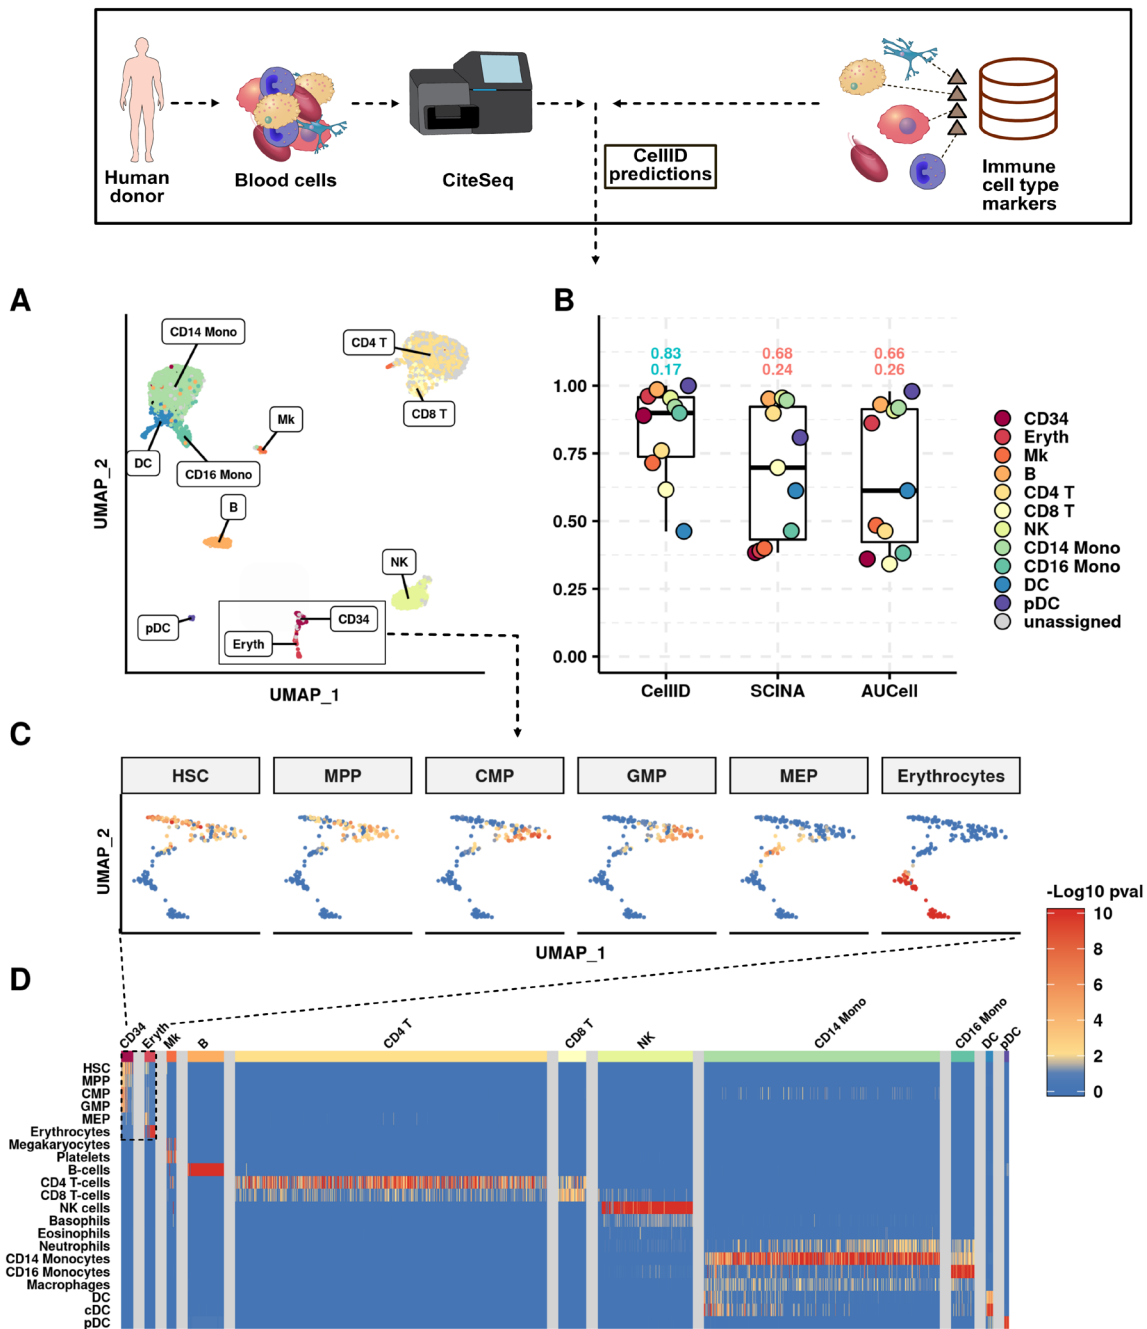 Human
donor
Blood cells
CiteSeq
CellID
predictions
Immune
cell type
markers
A
CD14 Mono
CD4 T
CD8 T
Mk
DC
CD16 Mono
B
NK
pDC
CD34
Eryth
UMAP_2
UMAP_1
B
0.83
0.17
0.68
0.24
0.66
0.26
1.00
0.75
0.50
0.25
0.00
CellID
SCINA
AUCell
CD34
Eryth
Mk
B
CD4 T
CD8 T
NK
CD14 Mono
CD16 Mono
DC
pDC
unassigned
C
HSC
MPP
CMP
GMP
MEP
Erythrocytes
UMAP_2
UMAP_1
-Log10 pval
10
8
6
4
2
0
D
CD34
Eryth
Mk
B
CD4 T
CD8 T
NK
CD14 Mono
CD16 Mono
DC
pDC
HSC
MPP
CMP
GMP
MEP
Erythrocytes
Megakaryocytes
Platelets
B-cells
CD4 T-cells
CD8 T-cells
NK cells
Basophils
Eosinophils
Neutrophils
CD14 Monocytes
CD16 Monocytes
Macrophages
DC
cDC
pDC